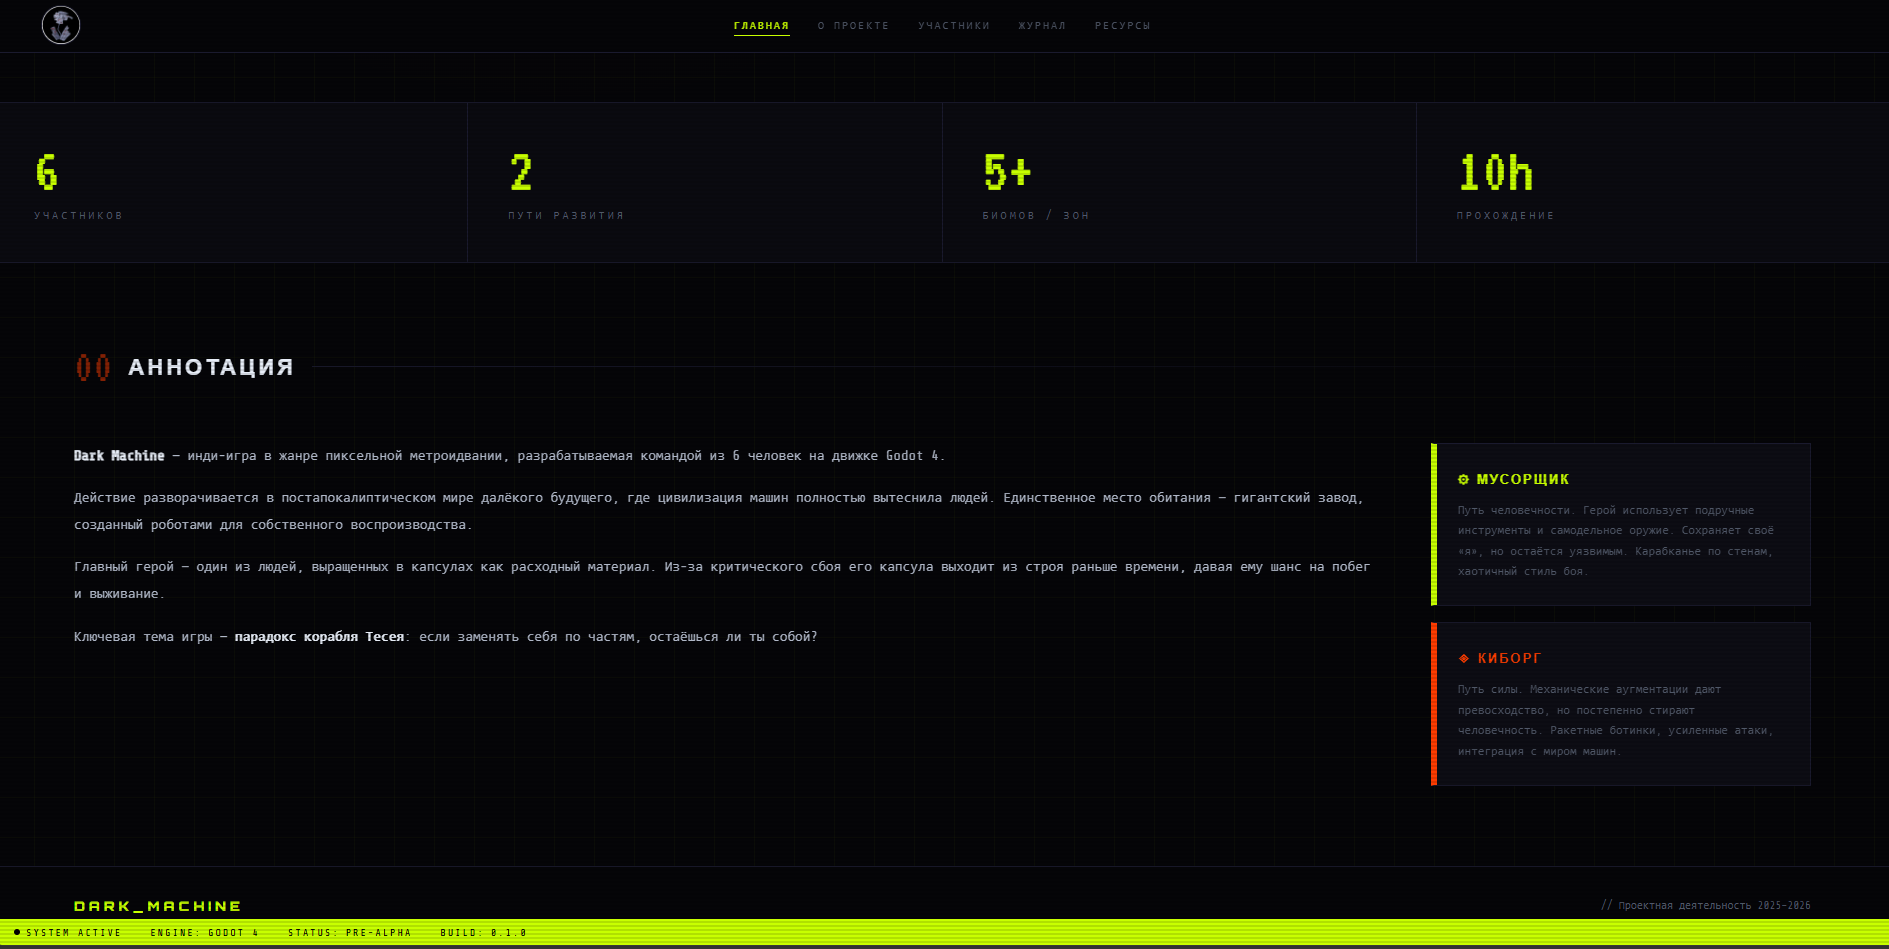 ГЛАВНАЯ О ПРОЕКТЕ УЧАСТНИКИ ЖУРНАЛ РЕСУРСЫ
6
УЧАСТНИКОВ
2
ПУТИ РАЗВИТИЯ
5+
БИОМОВ / ЗОН
10h
ПРОХОЖДЕНИЕ
00 АННОТАЦИЯ
Dark Machine — инди-игра в жанре пиксельной метроидвании, разрабатываемая командой из 6 человек на движке Godot 4.
Действие разворачивается в постапокалиптическом мире далёкого будущего, где цивилизация машин полностью вытеснила людей. Единственное место обитания — гигантский завод,
созданный роботами для собственного воспроизводства.
Главный герой — один из людей, выращенных в капсулах как расходный материал. Из-за критического сбоя его капсула выходит из строя раньше времени, давая ему шанс на побег
и выживание.
Ключевая тема игры — парадокс корабля Тесея: если заменять себя по частям, остаёшься ли ты собой?
⚙ МУСОРЩИК
Путь человечности. Герой использует подручные
инструменты и самодельное оружие. Сохраняет своё
«я», но остаётся уязвимым. Карабканье по стенам,
хаотичный стиль боя.
◈ КИБОРГ
Путь силы. Механические аугментации дают
превосходство, но постепенно стирают
человечность. Ракетные ботинки, усиленные атаки,
интеграция с миром машин.
DARK_MACHINE
// Проектная деятельность 2025–2026
SYSTEM ACTIVE ENGINE: GODOT 4 STATUS: PRE-ALPHA BUILD: 0.1.0